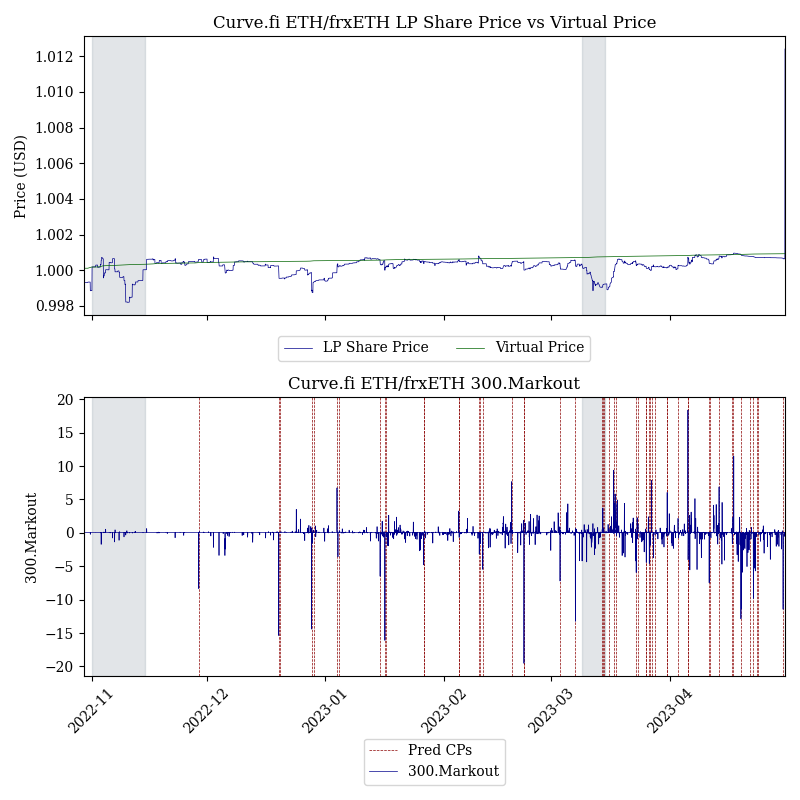 Curve.fi ETH/frxETH LP Share Price vs Virtual Price
Price (USD)
1.012
1.010
1.008
1.006
1.004
1.002
1.000
0.998
LP Share Price
Virtual Price
Curve.fi ETH/frxETH 300.Markout
300.Markout
20
15
10
5
0
−5
−10
−15
−20
2022-11
2022-12
2023-01
2023-02
2023-03
2023-04
Pred CPs
300.Markout